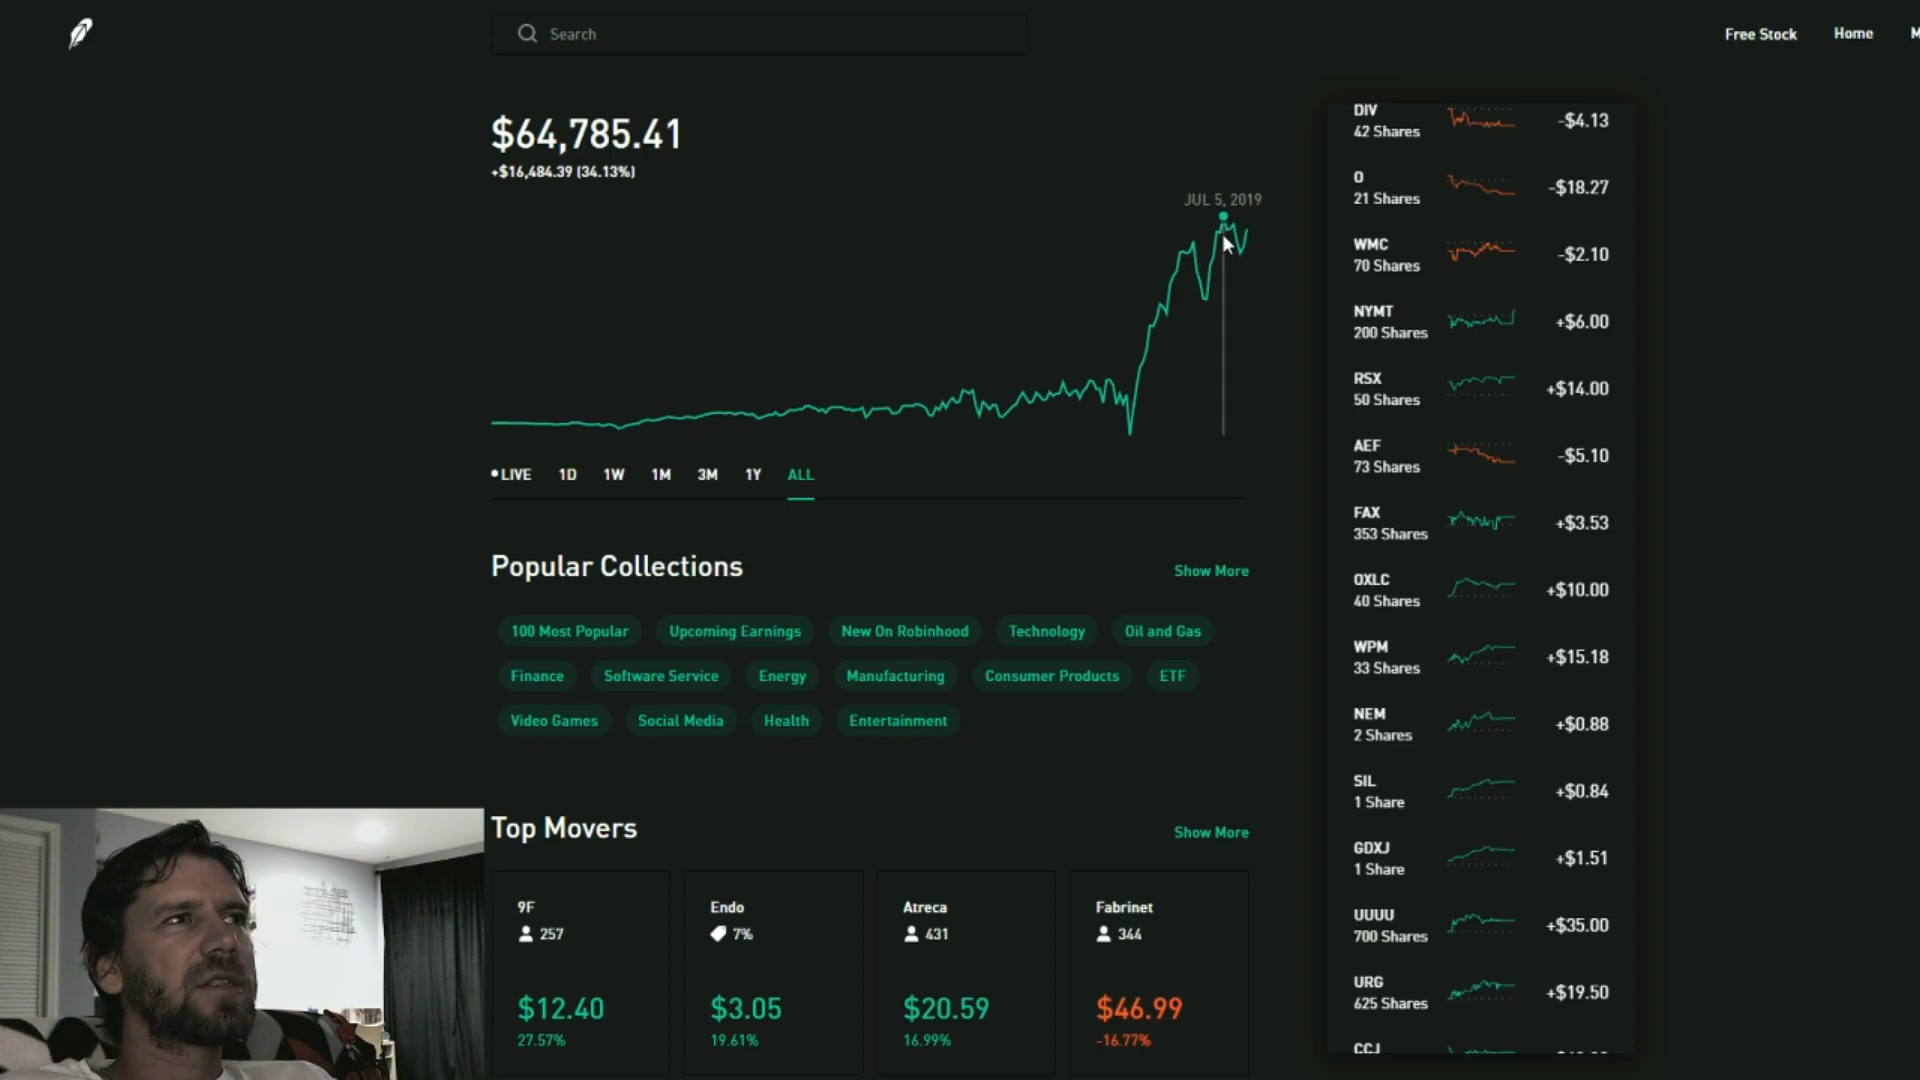 Search
Free Stock
Home
M
$64,785.41
+$16,484.39 (34.13%)
JUL 5, 2019
LIVE 1D 1W 1M 3M 1Y ALL
Popular Collections
Show More
100 Most Popular
Upcoming Earnings
New On Robinhood
Technology
Oil and Gas
Finance
Software Service
Energy
Manufacturing
Consumer Products
ETF
Video Games
Social Media
Health
Entertainment
Top Movers
Show More
9F
257
$12.40
27.57%
Endo
7%
$3.05
19.61%
Atreca
431
$20.59
16.99%
Fabrinet
344
$46.99
-16.77%
DIV
42 Shares
-$4.13
O
21 Shares
-$18.27
WMC
70 Shares
-$2.10
NYMT
200 Shares
+$6.00
RSX
50 Shares
+$14.00
AEF
73 Shares
-$5.10
FAX
353 Shares
+$3.53
OXLC
40 Shares
+$10.00
WPM
33 Shares
+$15.18
NEM
2 Shares
+$0.88
SIL
1 Share
+$0.84
GDXJ
1 Share
+$1.51
UUUU
700 Shares
+$35.00
URG
625 Shares
+$19.50
CCJ